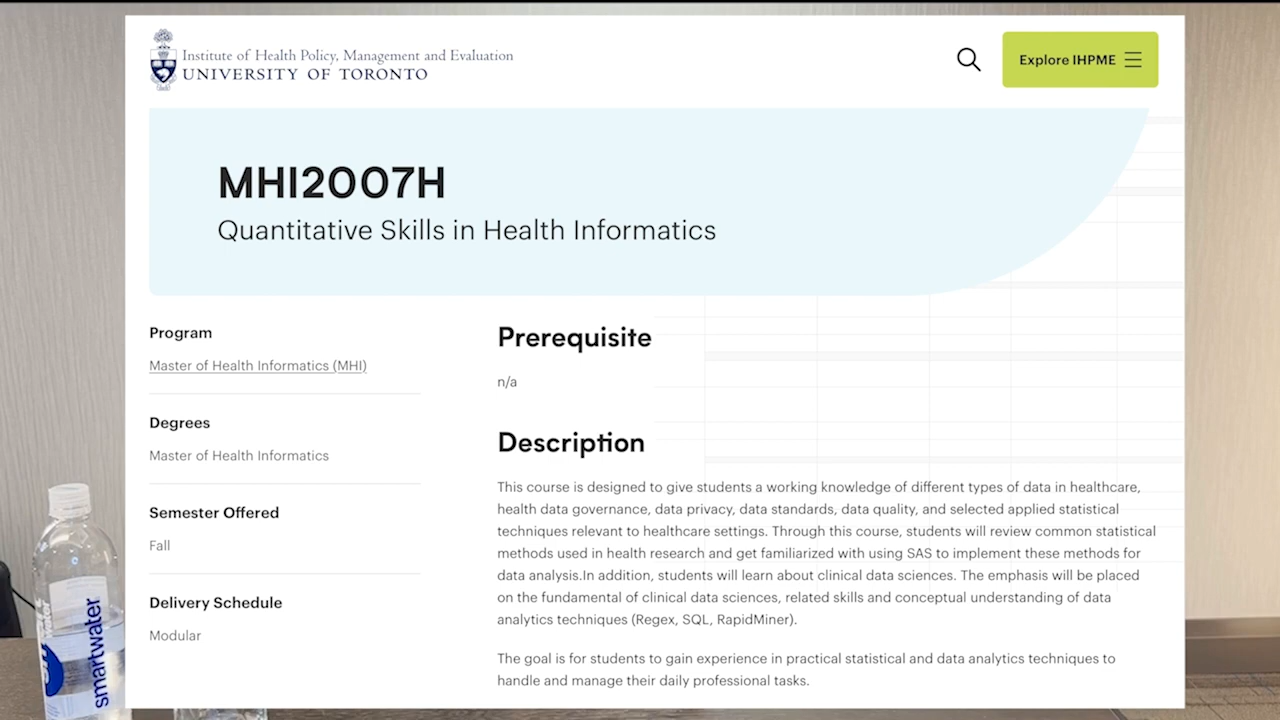 Institute of Health Policy, Management and Evaluation
UNIVERSITY OF TORONTO
Explore IHPME
MHI2007H
Quantitative Skills in Health Informatics
Program
Master of Health Informatics (MHI)
Degrees
Master of Health Informatics
Semester Offered
Fall
Delivery Schedule
Modular
Prerequisite
n/a
Description
This course is designed to give students a working knowledge of different types of data in healthcare,
health data governance, data privacy, data standards, data quality, and selected applied statistical
techniques relevant to healthcare settings. Through this course, students will review common statistical
methods used in health research and get familiarized with using SAS to implement these methods for
data analysis.In addition, students will learn about clinical data sciences. The emphasis will be placed
on the fundamental of clinical data sciences, related skills and conceptual understanding of data
analytics techniques (Regex, SQL, RapidMiner).
The goal is for students to gain experience in practical statistical and data analytics techniques to
handle and manage their daily professional tasks.
smartwater